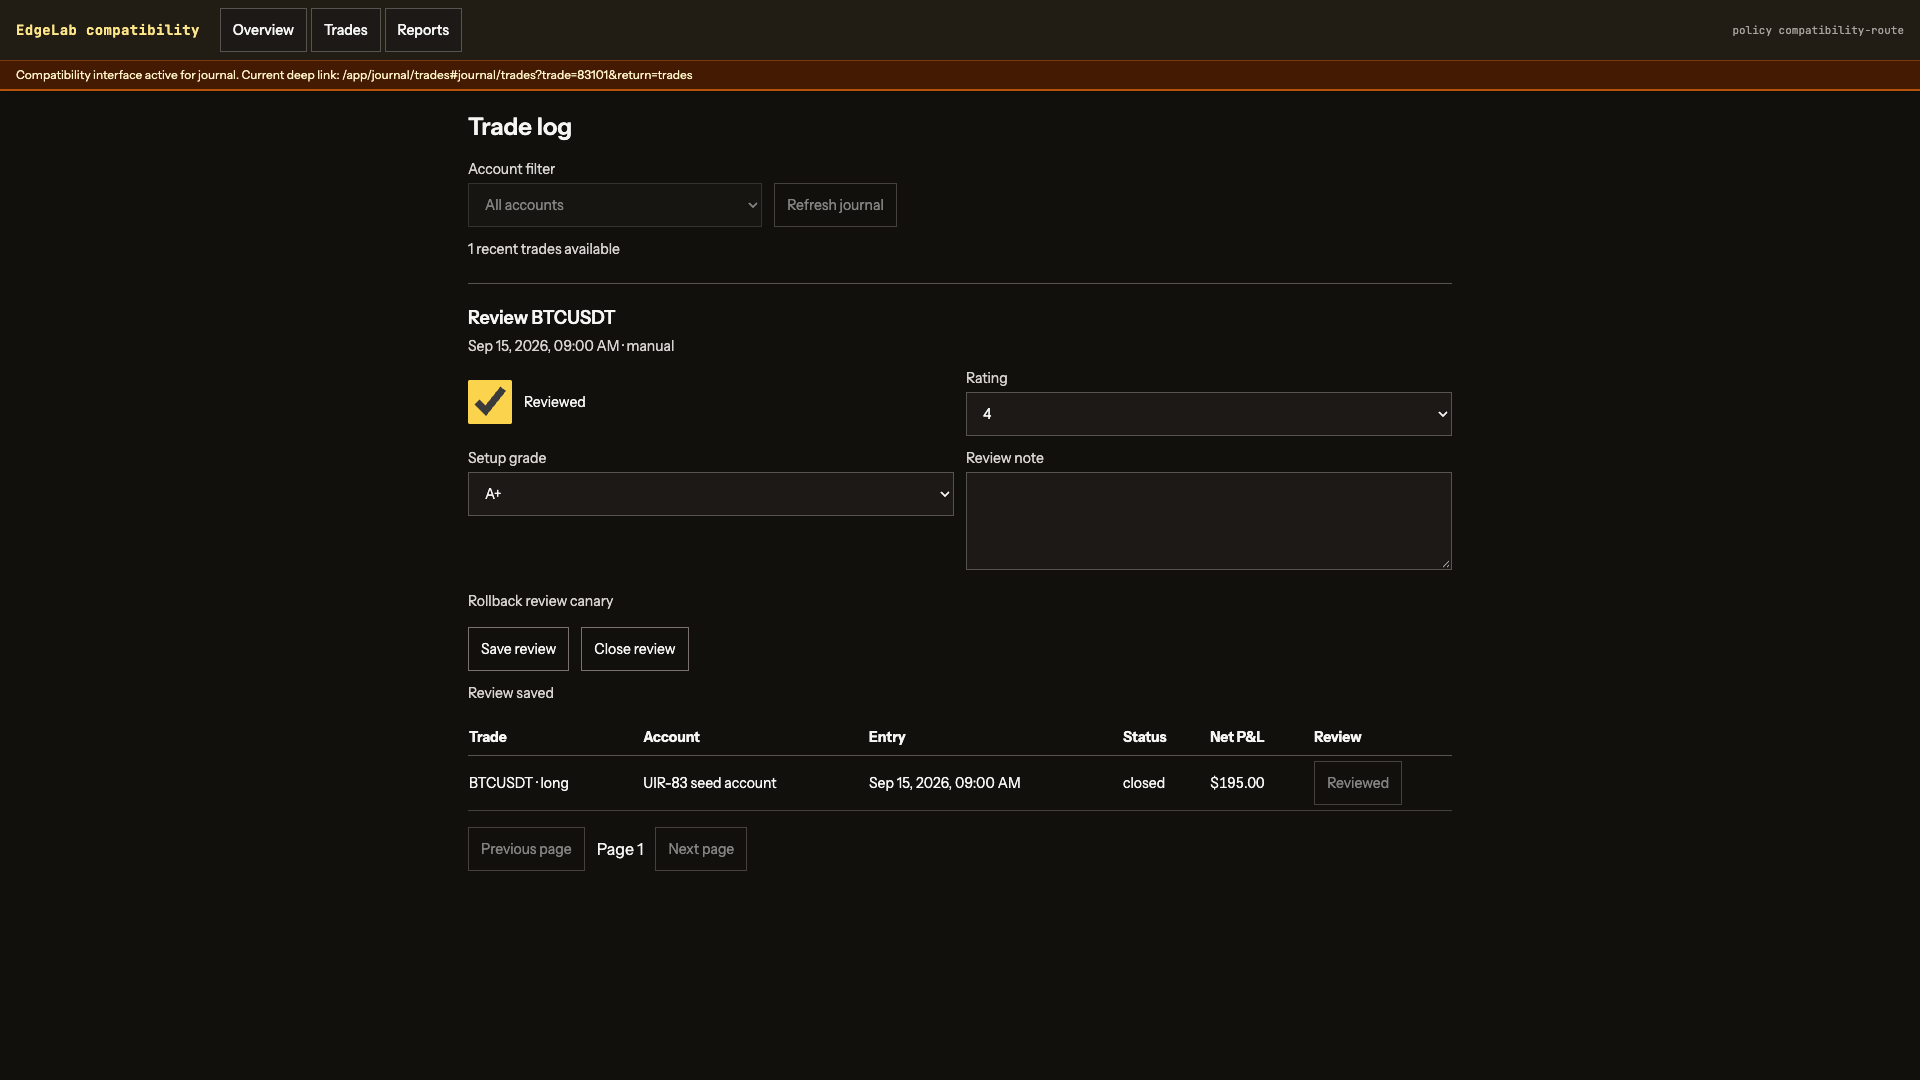 EdgeLab compatibility
Overview
Trades
Reports
policy compatibility-route
Compatibility interface active for journal. Current deep link: /app/journal/trades#journal/trades?trade=83101&return=trades
Trade log
Account filter
All accounts
Refresh journal
1 recent trades available
Review BTCUSDT
Sep 15, 2026, 09:00 AM · manual
Reviewed
Rating
4
Setup grade
A+
Review note
Rollback review canary
Save review
Close review
Review saved
Trade Account Entry Status Net P&L Review
BTCUSDT · long UIR-83 seed account Sep 15, 2026, 09:00 AM closed $195.00 Reviewed
Previous page Page 1 Next page